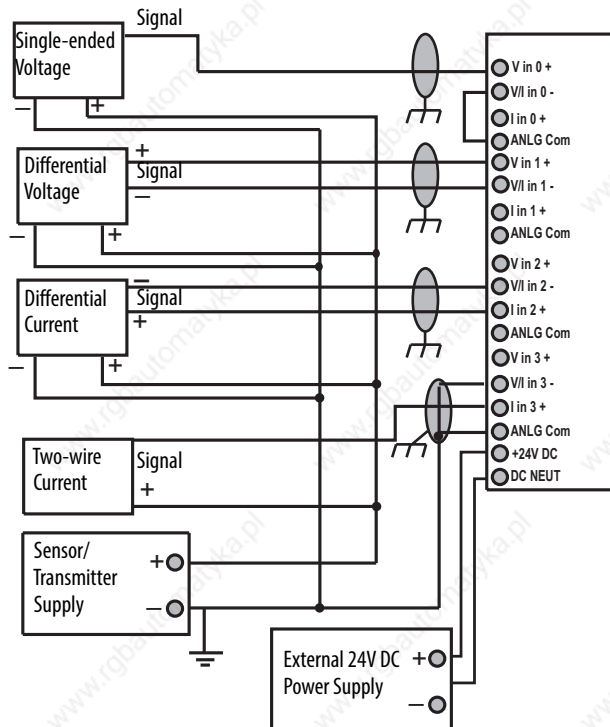 Single-ended
Voltage
Signal
−
+
Differential
Voltage
+
Signal
−
−
+
Differential
Current
−
Signal
+
−
+
Two-wire
Current
Signal
+
Sensor/
Transmitter
Supply
+
−
External 24V DC
Power Supply
+
−
V in 0 +
V/I in 0 -
I in 0 +
ANLG Com
V in 1 +
V/I in 1 -
I in 1 +
ANLG Com
V in 2 +
V/I in 2 -
I in 2 +
ANLG Com
V in 3 +
V/I in 3 -
I in 3 +
ANLG Com
+24V DC
DC NEUT
www.rgbautomatyka.pl